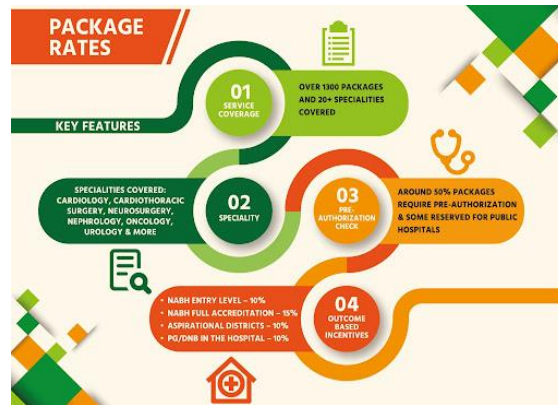 PACKAGE
RATES
KEY FEATURES
01
SERVICE
COVERAGE
OVER 1300 PACKAGES
AND 20+ SPECIALITIES
COVERED
SPECIALITIES COVERED:
CARDIOLOGY, CARDIOTHORACIC
SURGERY, NEUROSURGERY,
NEPHROLOGY, ONCOLOGY,
UROLOGY & MORE
02
SPECIALITY
03
PRE-
AUTHORIZATION
CHECK
AROUND 50% PACKAGES
REQUIRE PRE-AUTHORIZATION
& SOME RESERVED FOR PUBLIC
HOSPITALS
• NABH ENTRY LEVEL – 10%
• NABH FULL ACCREDITATION – 15%
• ASPIRATIONAL DISTRICTS – 10%
• PG/DNB IN THE HOSPITAL – 10%
04
OUTCOME
BASED
INCENTIVES